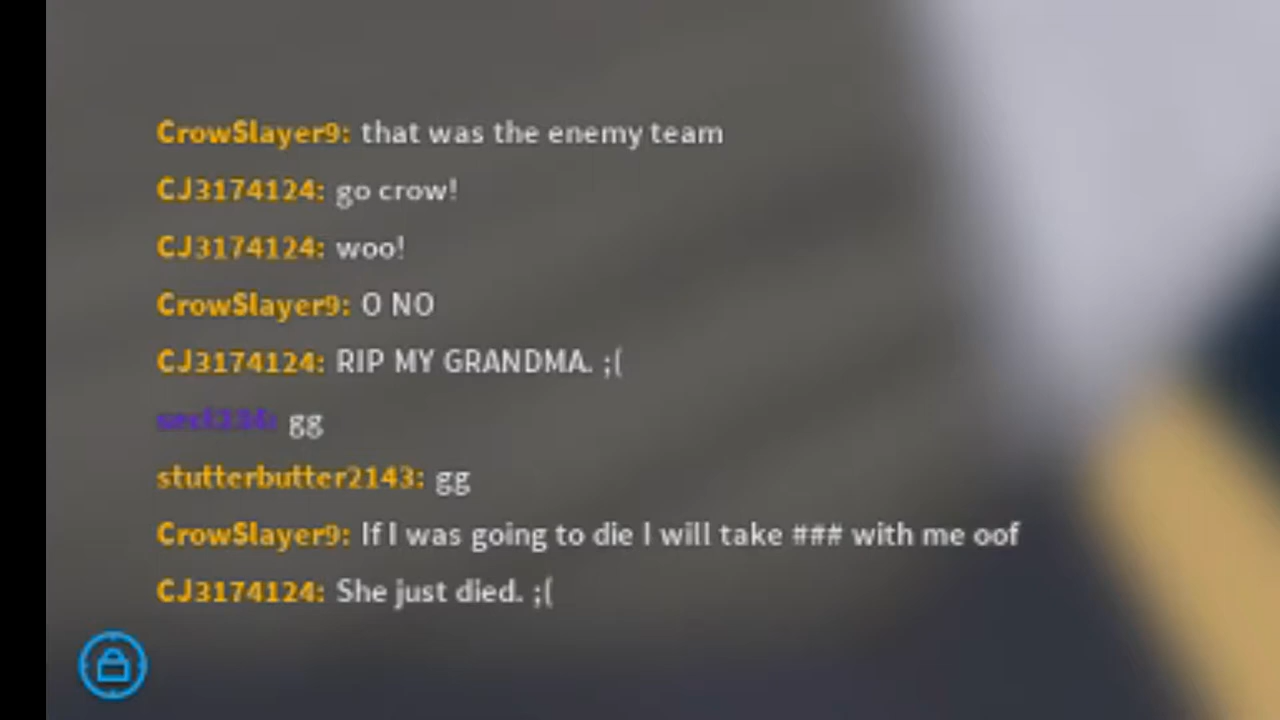 CrowSlayer9: that was the enemy team
CJ3174124: go crow!
CJ3174124: woo!
CrowSlayer9: O NO
CJ3174124: RIP MY GRANDMA. ;(
gg
stutterbutter2143: gg
CrowSlayer9: If I was going to die I will take ### with me oof
CJ3174124: She just died. ;(